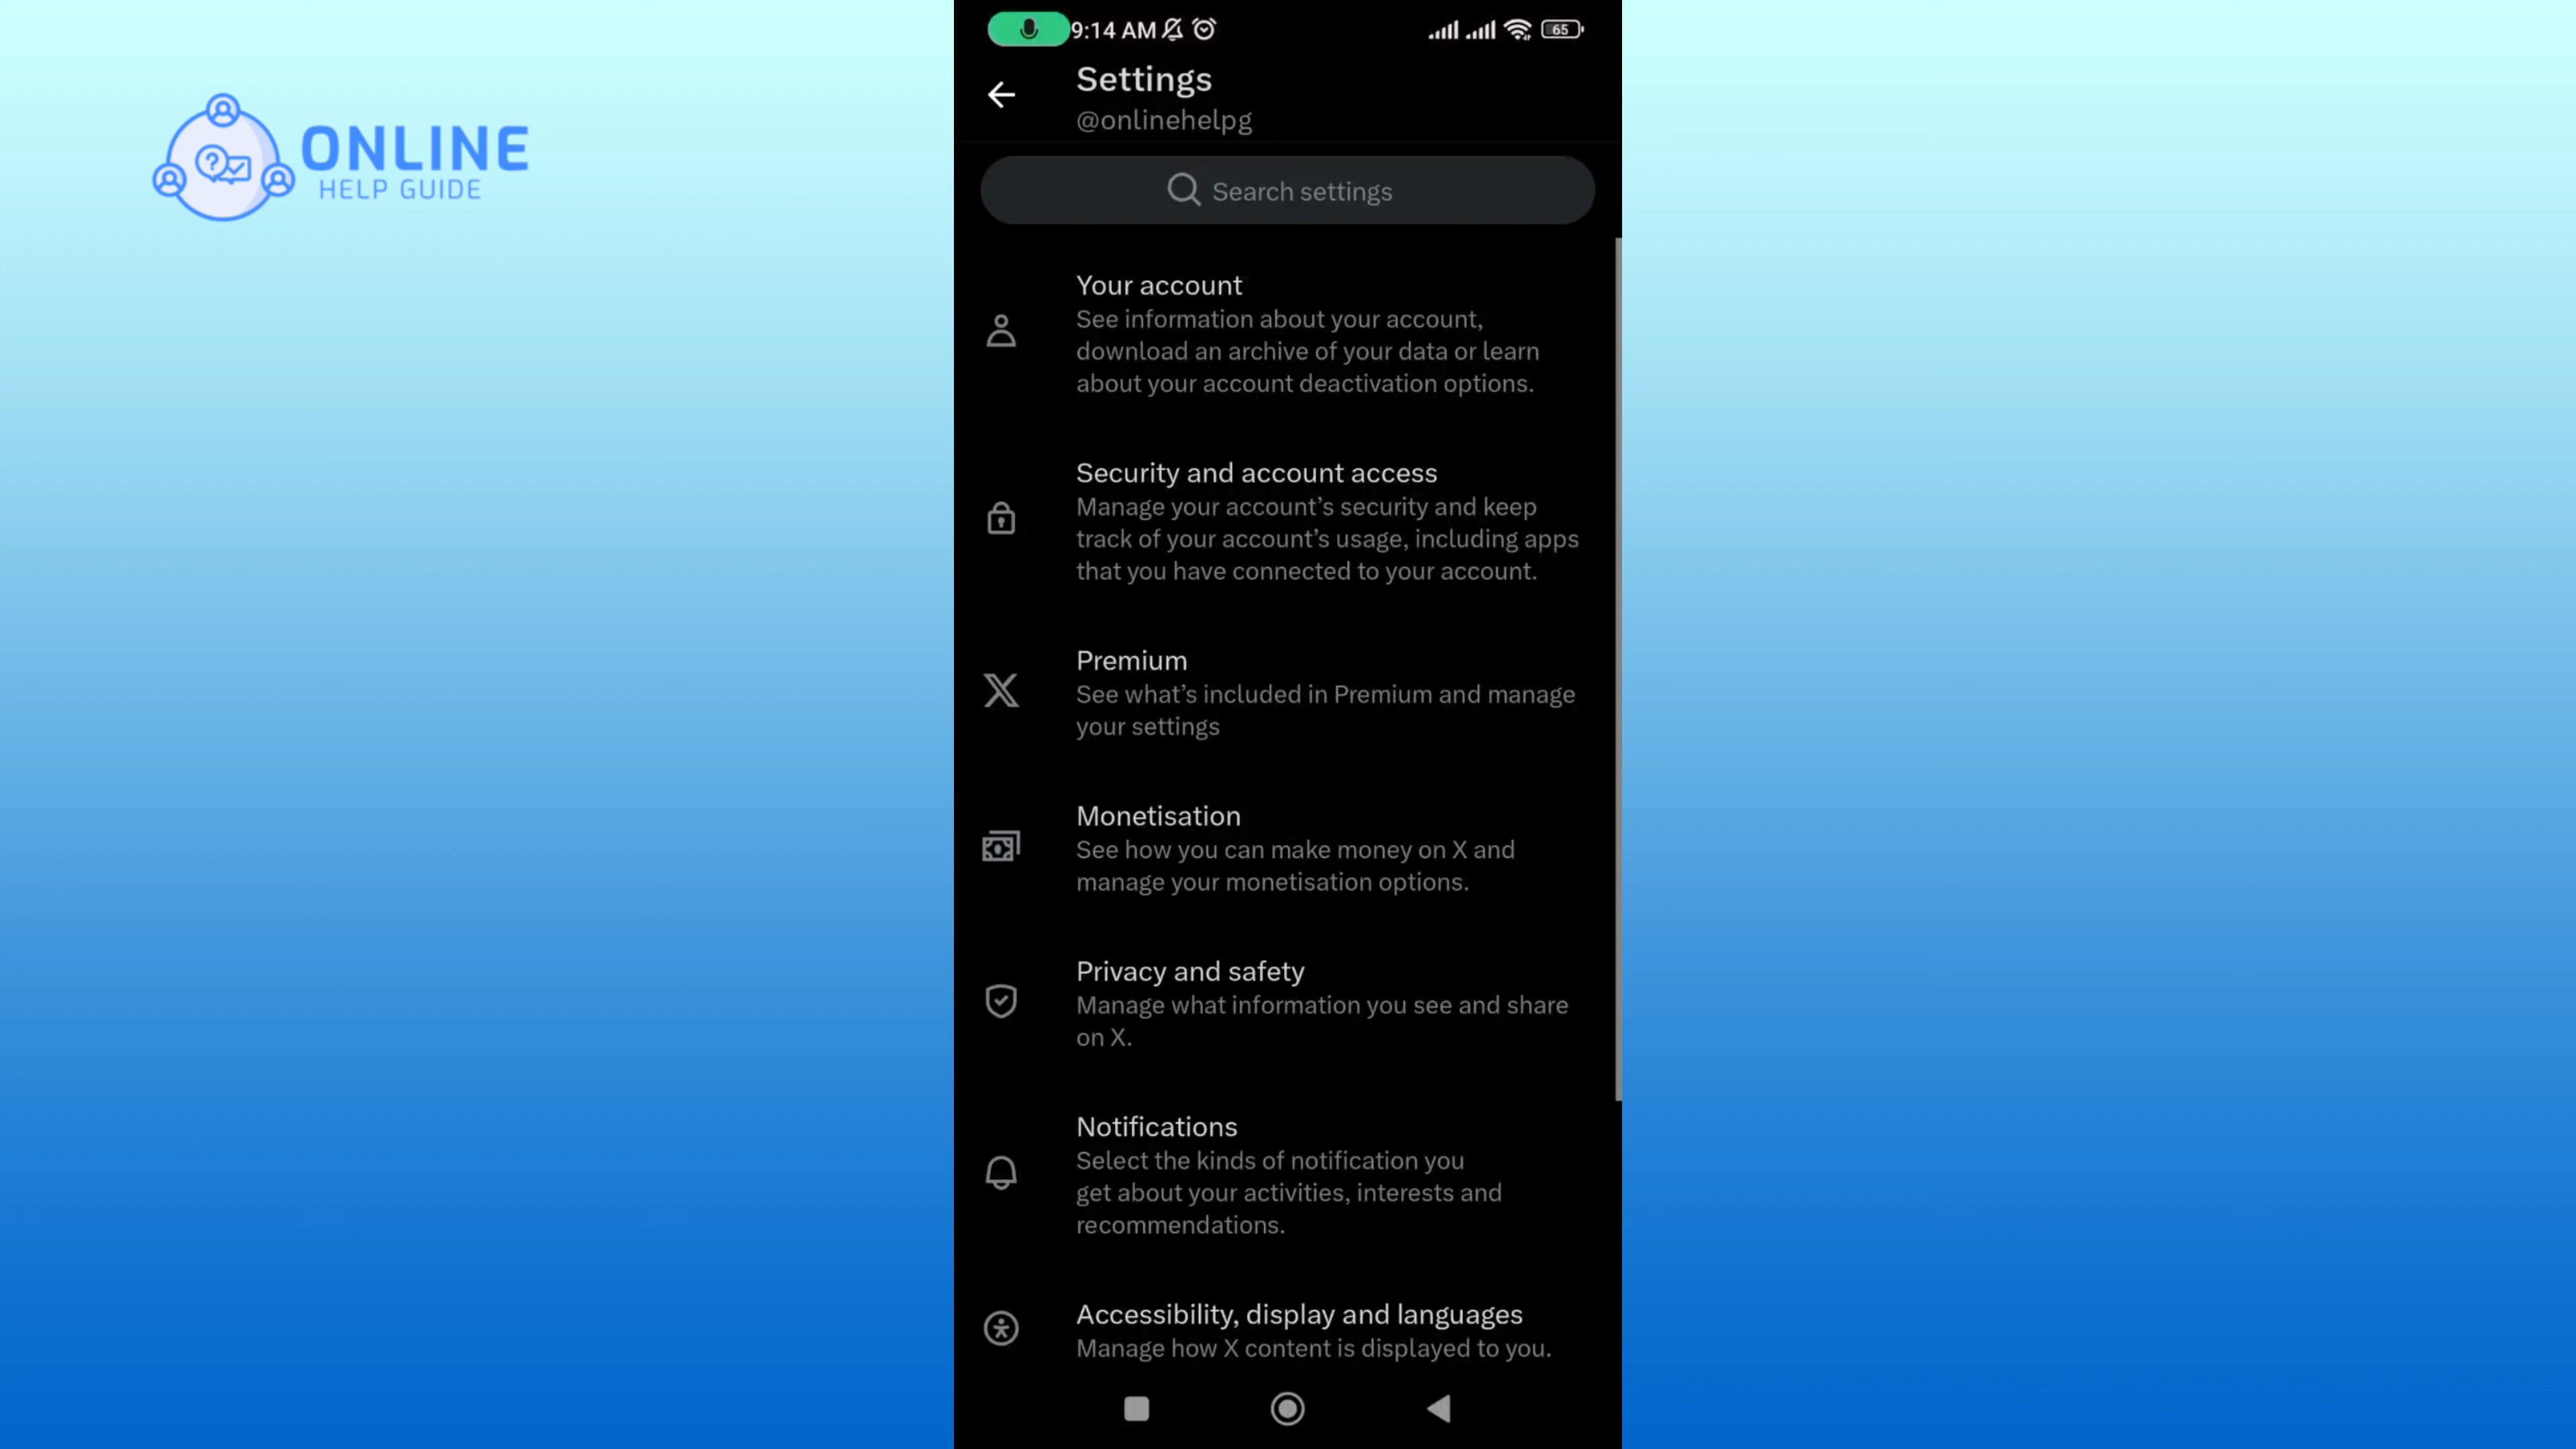 ONLINE
HELP GUIDE
9:14 AM
65
Settings
@onlinehelpg
Search settings
Your account
See information about your account,
download an archive of your data or learn
about your account deactivation options.
Security and account access
Manage your account’s security and keep
track of your account’s usage, including apps
that you have connected to your account.
Premium
See what’s included in Premium and manage
your settings
Monetisation
See how you can make money on X and
manage your monetisation options.
Privacy and safety
Manage what information you see and share
on X.
Notifications
Select the kinds of notification you
get about your activities, interests and
recommendations.
Accessibility, display and languages
Manage how X content is displayed to you.